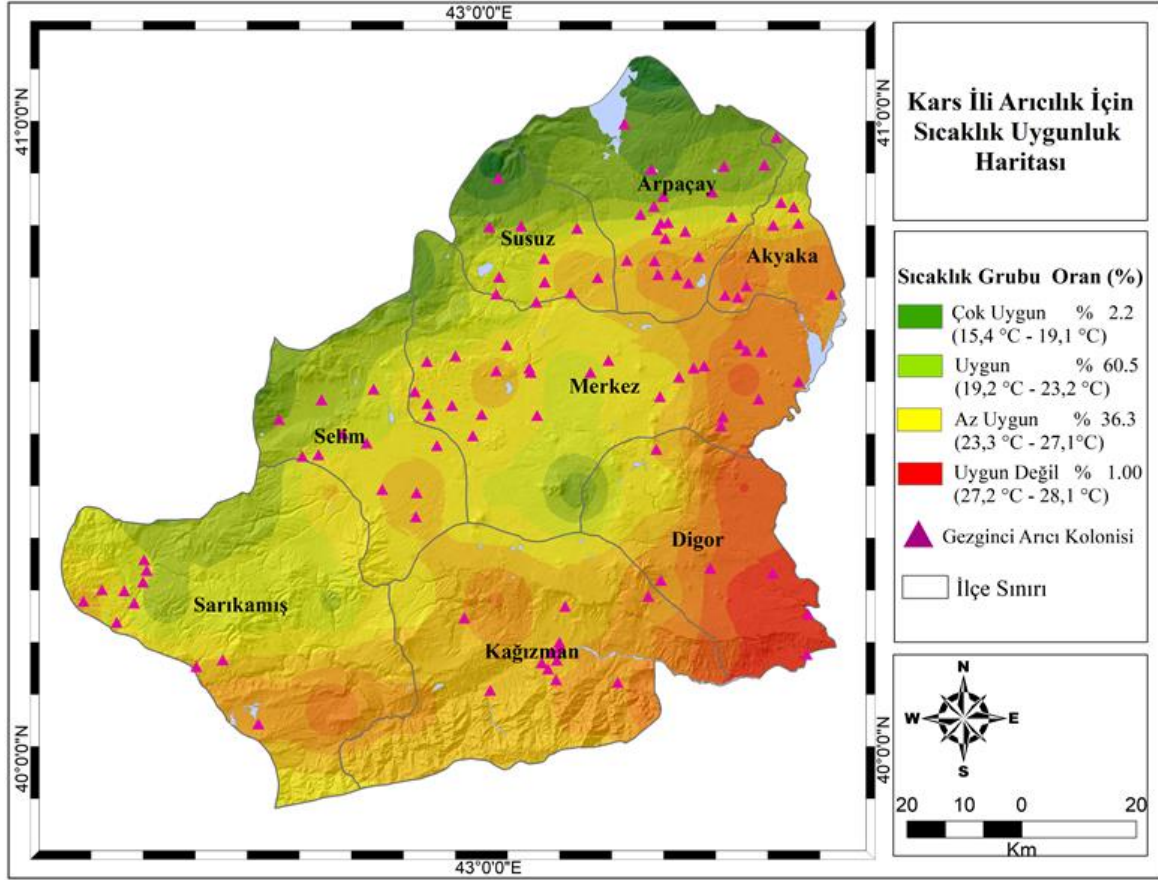 43°0'0"E
41°0'0"N
41°0'0"N
Arpaçay
Susuz
Akyaka
Merkez
Selim
Digor
Sarıkamış
Kağızman
40°0'0"N
40°0'0"N
43°0'0"E
Kars İli Arıcılık İçin
Sıcaklık Uygunluk
Haritası
Sıcaklık Grubu Oran (%)
Çok Uygun % 2.2
(15,4 °C - 19,1 °C)
Uygun % 60.5
(19,2 °C - 23,2 °C)
Az Uygun % 36.3
(23,3 °C - 27,1°C)
Uygun Değil % 1.00
(27,2 °C - 28,1 °C)
Gezginci Arıcı Kolonisi
İlçe Sınırı
N
W E
S
20 10 0 20
Km